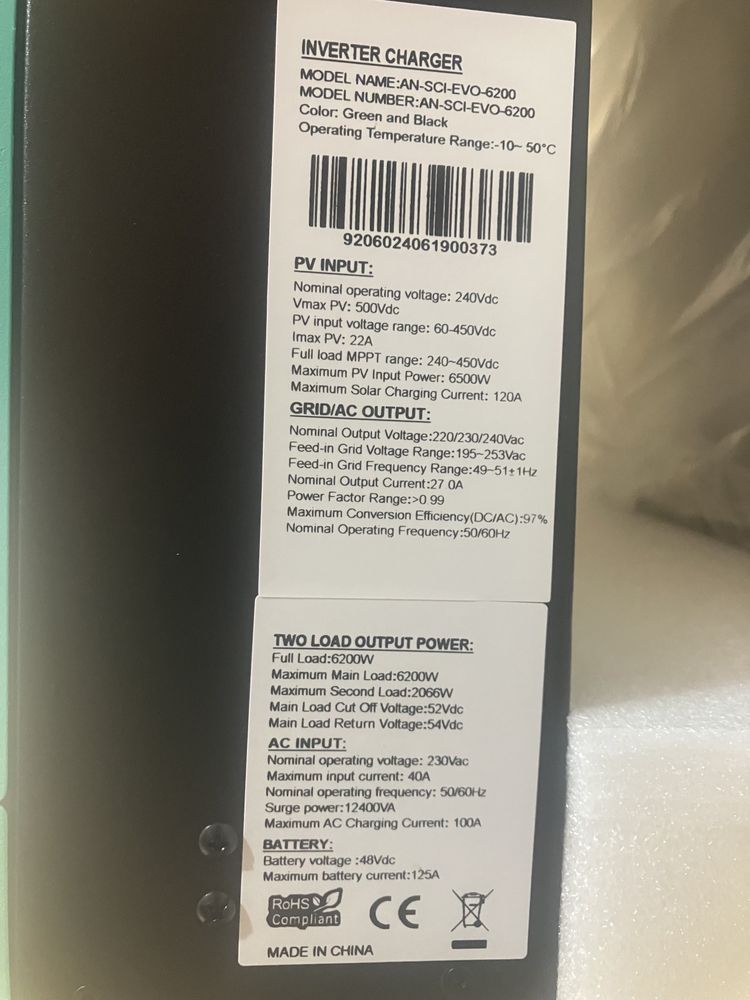 INVERTER CHARGER
MODEL NAME:AN-SCI-EVO-6200
MODEL NUMBER:AN-SCI-EVO-6200
Color: Green and Black
Operating Temperature Range:-10~ 50°C
9206024061900373
PV INPUT:
Nominal operating voltage: 240Vdc
Vmax PV: 500Vdc
PV input voltage range: 60-450Vdc
Imax PV: 22A
Full load MPPT range: 240~450Vdc
Maximum PV Input Power: 6500W
Maximum Solar Charging Current: 120A
GRID/AC OUTPUT:
Nominal Output Voltage:220/230/240Vac
Feed-in Grid Voltage Range:195~253Vac
Feed-in Grid Frequency Range:49~51±1Hz
Nominal Output Current:27.0A
Power Factor Range:>0.99
Maximum Conversion Efficiency(DC/AC):97%
Nominal Operating Frequency:50/60Hz
TWO LOAD OUTPUT POWER:
Full Load:6200W
Maximum Main Load:6200W
Maximum Second Load:2066W
Main Load Cut Off Voltage:52Vdc
Main Load Return Voltage:54Vdc
AC INPUT:
Nominal operating voltage: 230Vac
Maximum input current: 40A
Nominal operating frequency: 50/60Hz
Surge power:12400VA
Maximum AC Charging Current: 100A
BATTERY:
Battery voltage :48Vdc
Maximum battery current:125A
RoHS
Compliant
CE
MADE IN CHINA